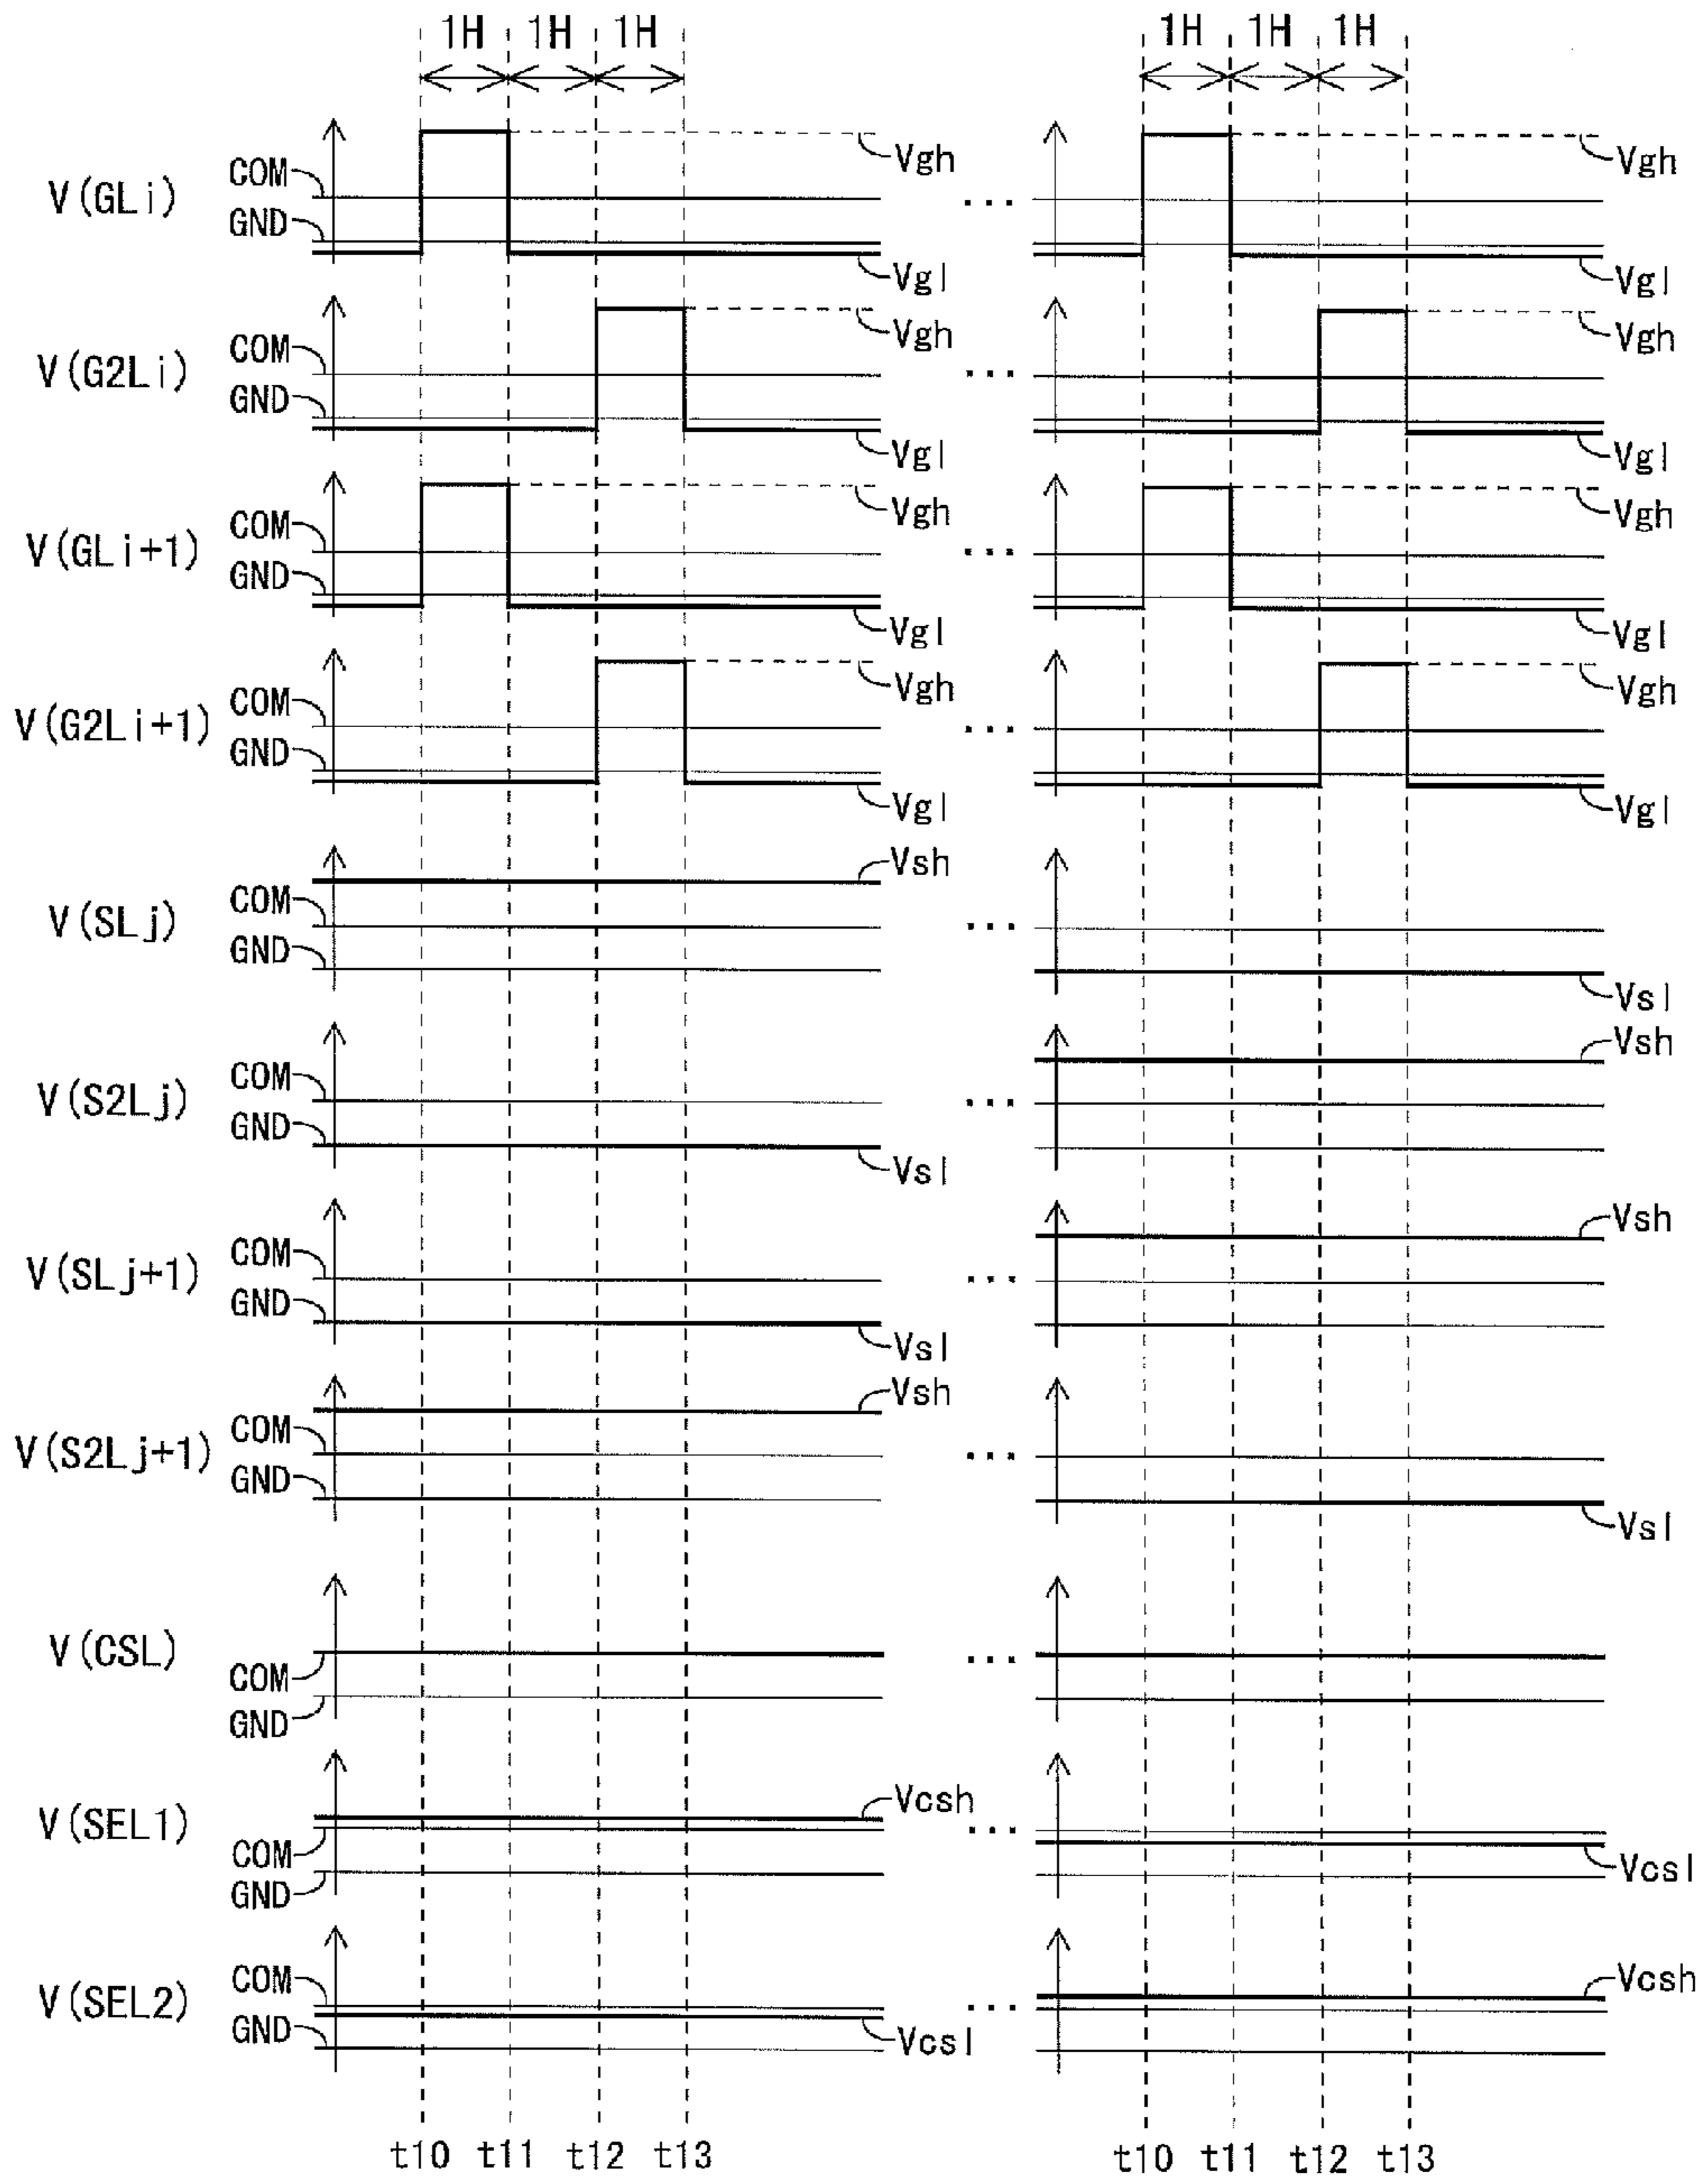 1H 1H 1H 1H 1H 1H
V(GLi) COM GND Vgh Vgl ... Vgh Vgl
V(G2Li) COM GND Vgh Vgl ... Vgh Vgl
V(GLi+1) COM GND Vgh Vgl ... Vgh Vgl
V(G2Li+1) COM GND Vgh Vgl ... Vgh Vgl
V(SLj) COM GND Vsh ... Vsl
V(S2Lj) COM GND Vsl ... Vsh
V(SLj+1) COM GND Vsl ... Vsh
V(S2Lj+1) COM GND Vsh ... Vsl
V(CSL) COM GND ...
V(SEL1) COM GND Vcsh ... Vcsl
V(SEL2) COM GND Vcsl ... Vcsh
t10 t11 t12 t13 t10 t11 t12 t13